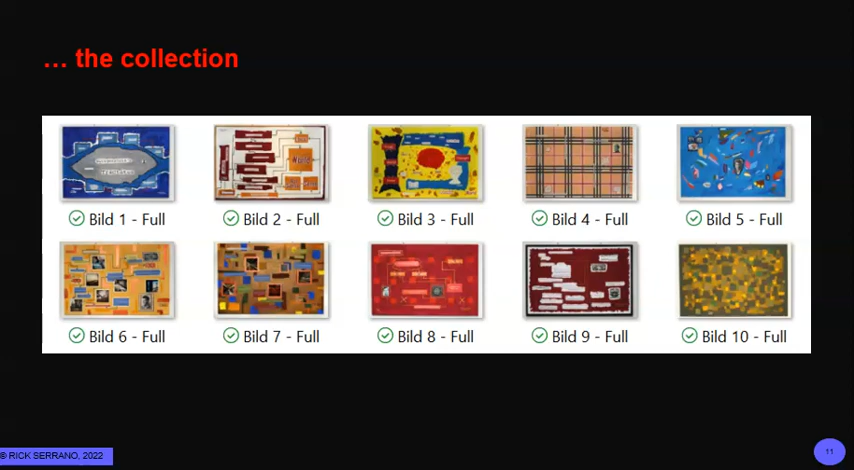 … the collection
Bild 1 - Full
Bild 2 - Full
Bild 3 - Full
Bild 4 - Full
Bild 5 - Full
Bild 6 - Full
Bild 7 - Full
Bild 8 - Full
Bild 9 - Full
Bild 10 - Full
© RICK SERRANO, 2022
11